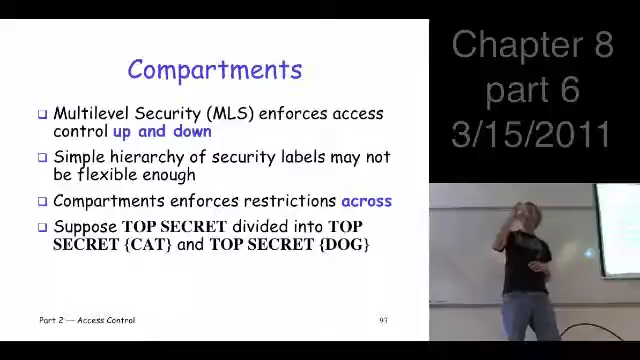 Compartments
Multilevel Security (MLS) enforces access
control up and down
Simple hierarchy of security labels may not
be flexible enough
Compartments enforces restrictions across
Suppose TOP SECRET divided into TOP
SECRET {CAT} and TOP SECRET {DOG}
Part 2 — Access Control
93
Chapter 8
part 6
3/15/2011